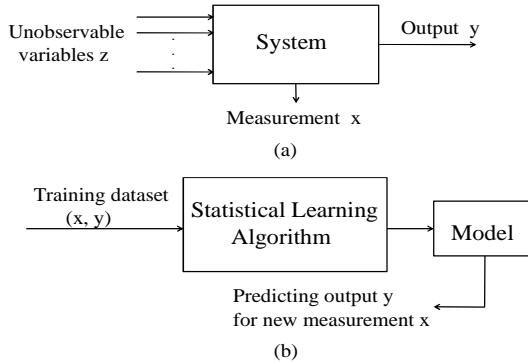 Unobservable
variables z
System
Output y
Measurement x
(a)
Training dataset
(x, y)
Statistical Learning
Algorithm
Model
Predicting output y
for new measurement x
(b)